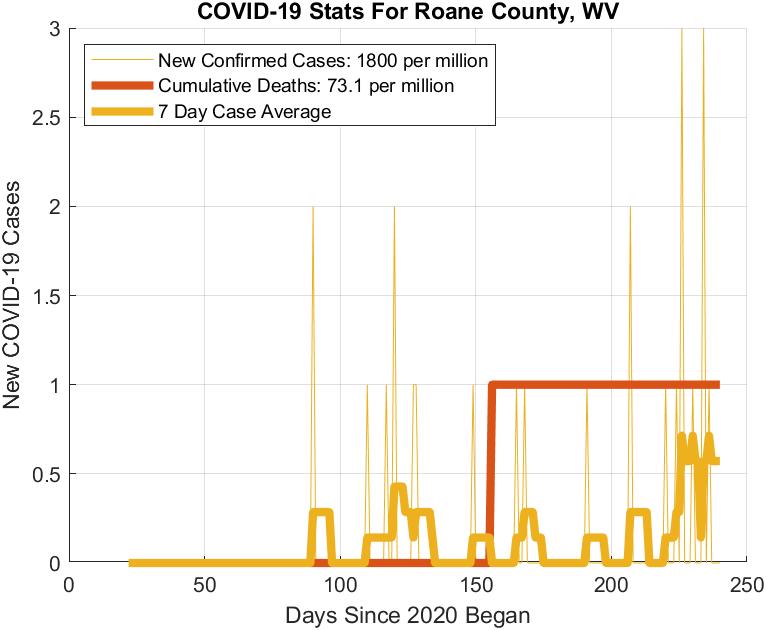 COVID-19 Stats For Roane County, WV
New Confirmed Cases: 1800 per million
Cumulative Deaths: 73.1 per million
7 Day Case Average
New COVID-19 Cases
3
2.5
2
1.5
1
0.5
0
0 50 100 150 200 250
Days Since 2020 Began